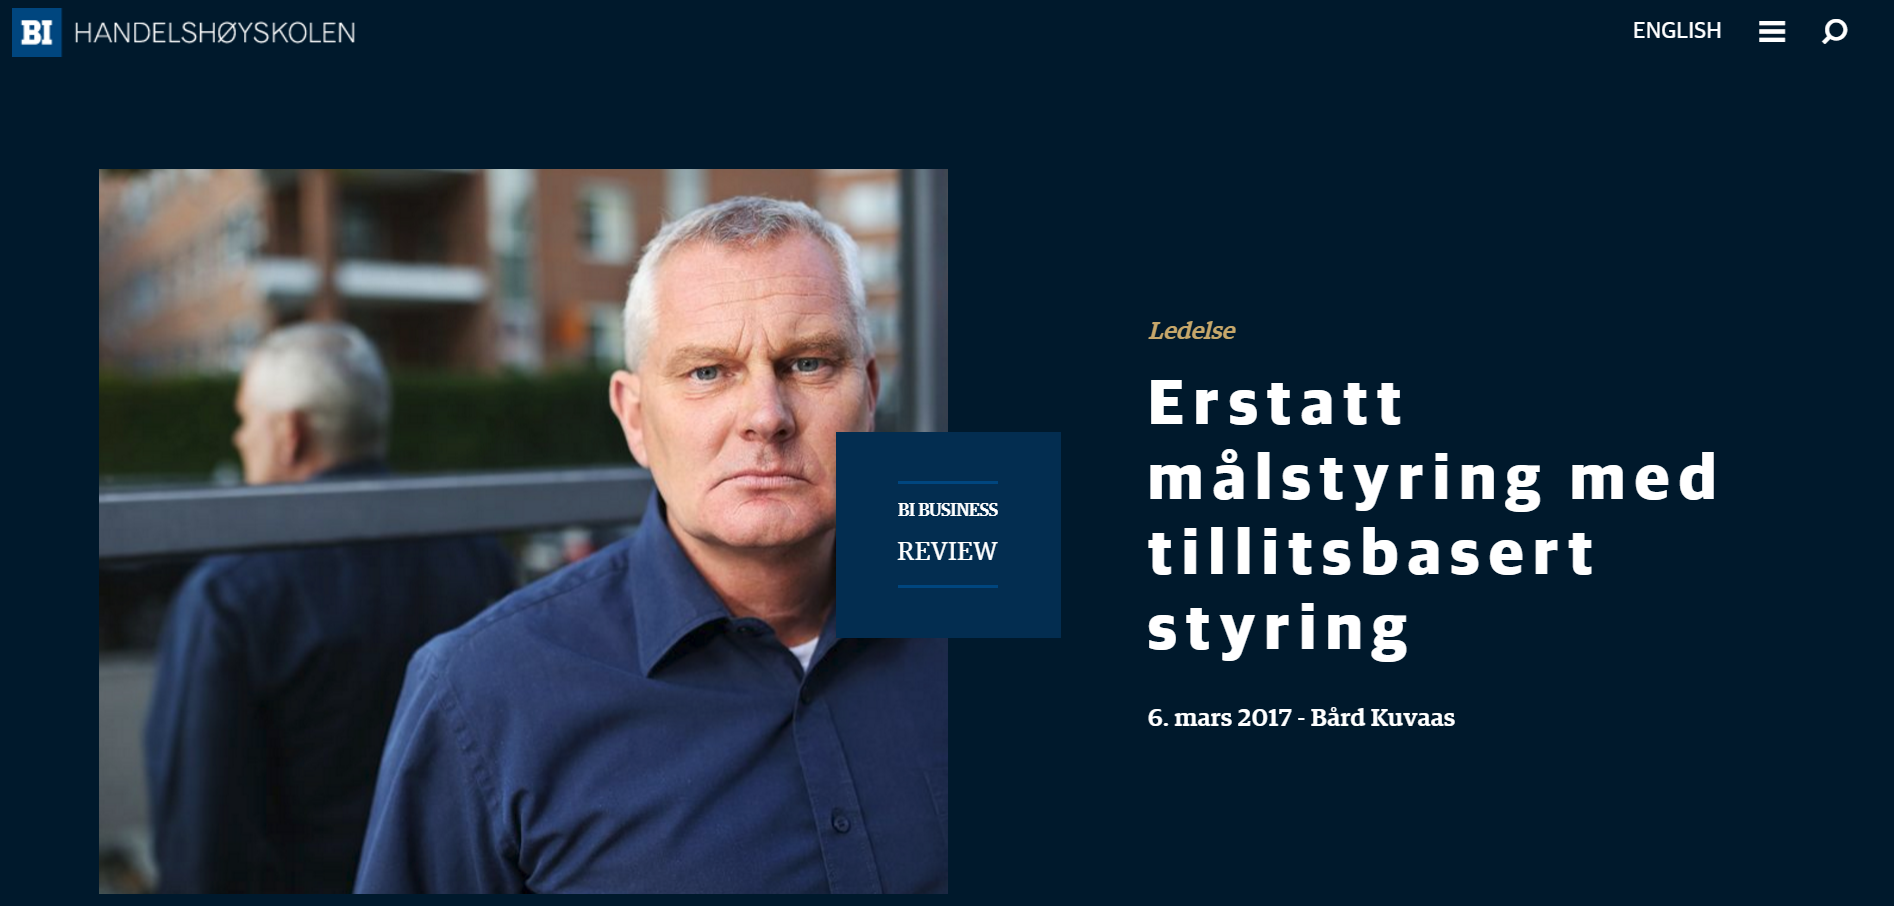 BI HANDELSHØYSKOLEN
ENGLISH
BI BUSINESS
REVIEW
Ledelse
Erstatt
målstyring med
tillitsbasert
styring
6. mars 2017 - Bård Kuvaas